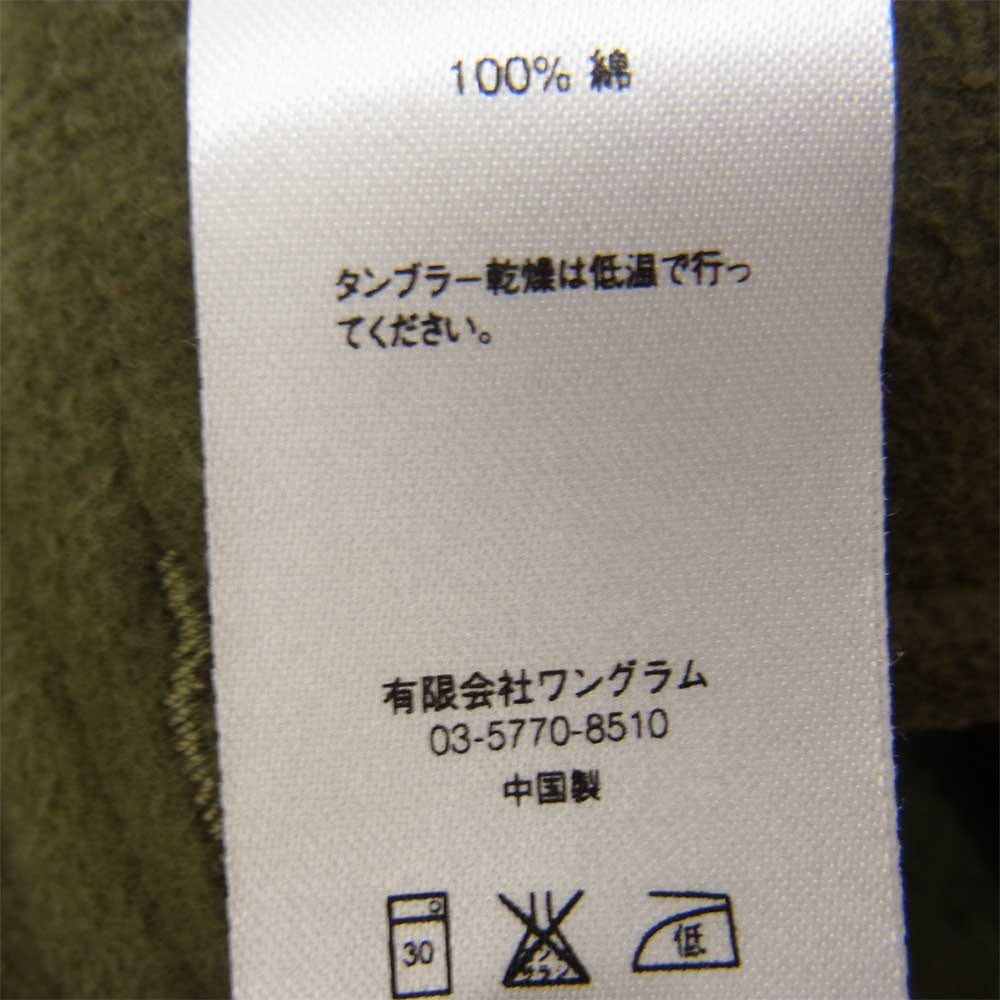 100% 綿
タンブラー乾燥は低温で行っ
てください。
有限会社ワングラム
03-5770-8510
中国製
30
低